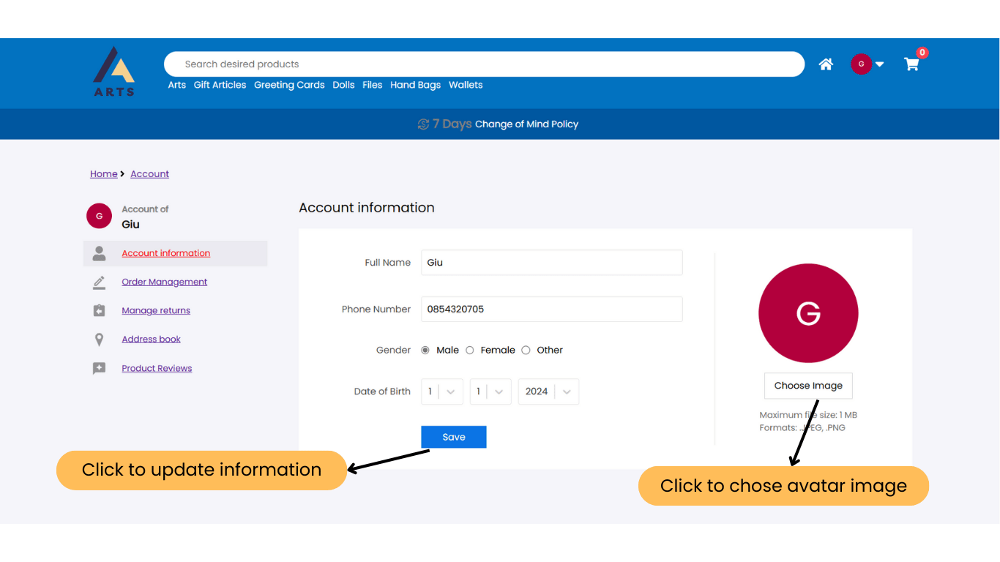 ARTS
Search desired products
G
0
Arts Gift Articles Greeting Cards Dolls Files Hand Bags Wallets
7 Days Change of Mind Policy
Home > Account
G
Account of
Giu
Account information
Order Management
Manage returns
Address book
Product Reviews
Account information
Full Name Giu
Phone Number 0854320705
Gender Male Female Other
Date of Birth 1 1 2024
Save
G
Choose Image
Maximum file size: 1 MB
Formats: .PNG
Click to update information
Click to chose avatar image